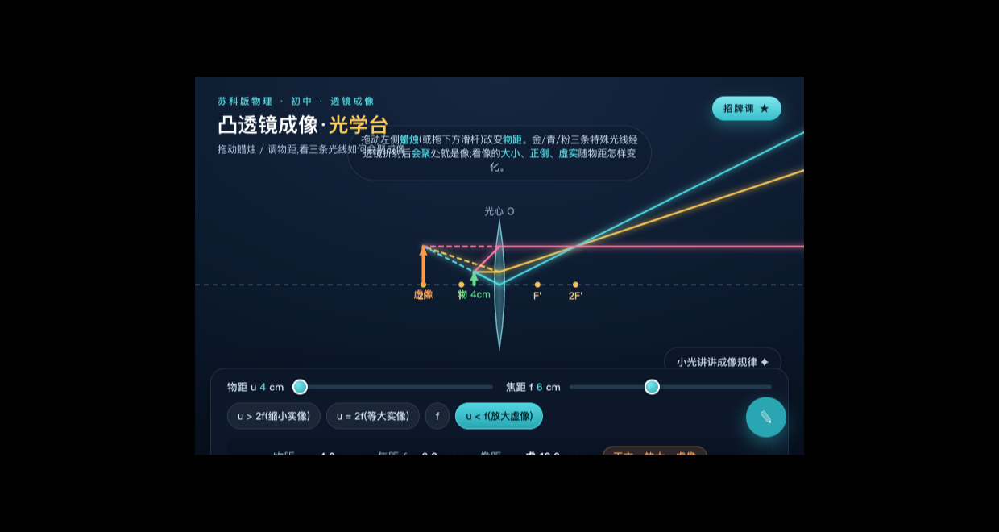 苏科版物理 · 初中 · 透镜成像
招牌课 ★
凸透镜成像·光学台
拖动蜡烛 / 调物距,看三条光线如何会聚成像
拖动左侧蜡烛(或拖下方滑杆)改变物距。金/青/粉三条特殊光线经
透镜折射后会聚处就是像;看像的大小、正倒、虚实随物距怎样变
化。
光心 O
虚像
2F
F
物 4cm
F'
2F'
小光讲讲成像规律 ✦
物距 u 4 cm
焦距 f 6 cm
u > 2f(缩小实像)
u = 2f(等大实像)
f
u < f(放大虚像)